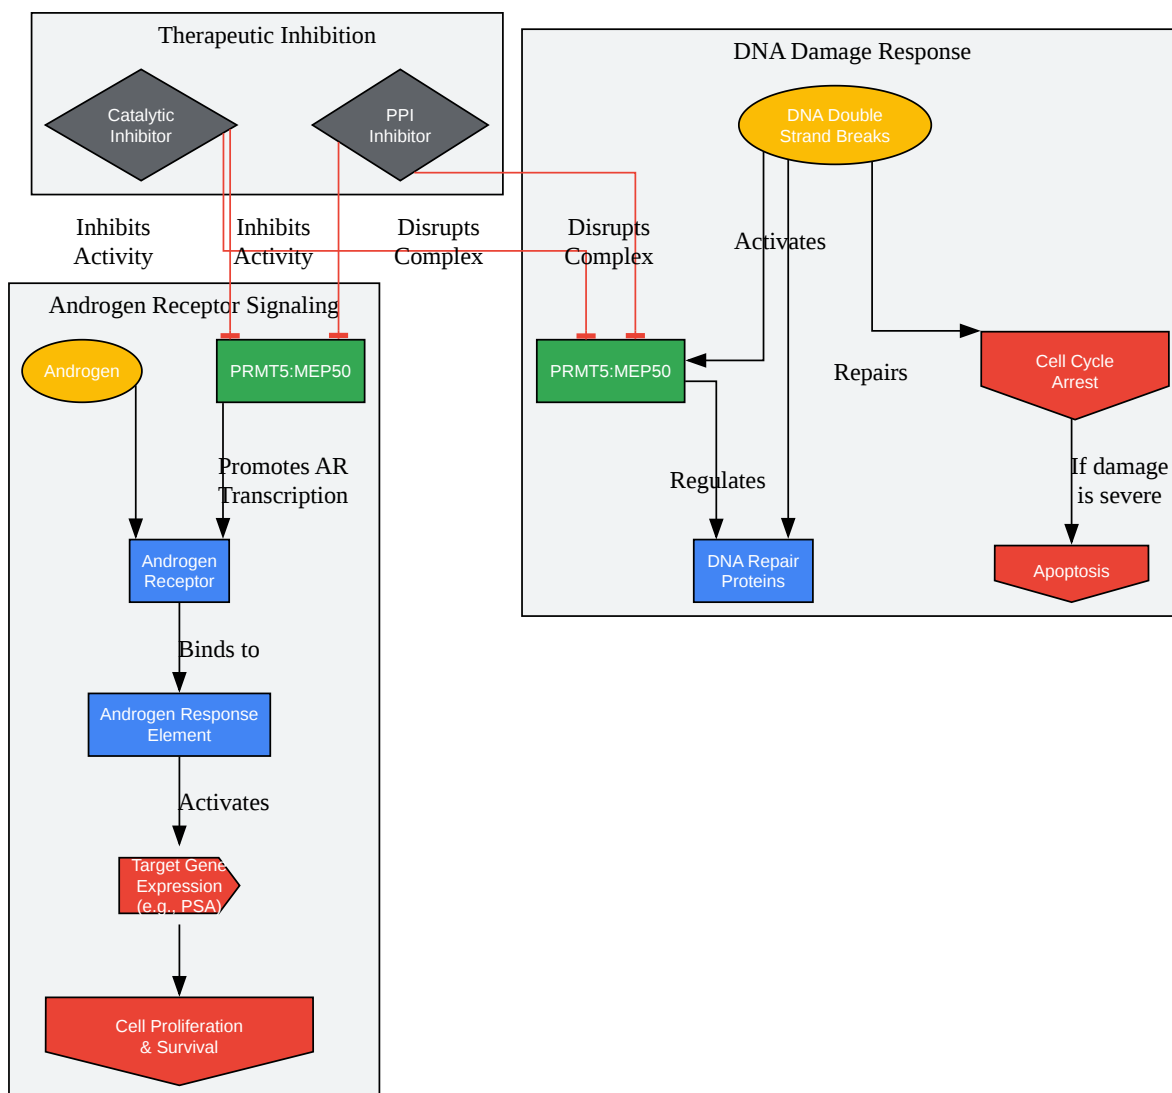 Therapeutic Inhibition
Catalytic
Inhibitor
PPI
Inhibitor
DNA Damage Response
DNA Double
Strand Breaks
Inhibits
Activity
Inhibits
Activity
Disrupts
Complex
Disrupts
Complex
Activates
Androgen Receptor Signaling
Androgen
PRMT5:MEP50
PRMT5:MEP50
Repairs
Cell Cycle
Arrest
Promotes AR
Transcription
Regulates
If damage
is severe
Androgen
Receptor
DNA Repair
Proteins
Apoptosis
Binds to
Androgen Response
Element
Activates
Target Gene
Expression
(e.g., PSA)
Cell Proliferation
& Survival